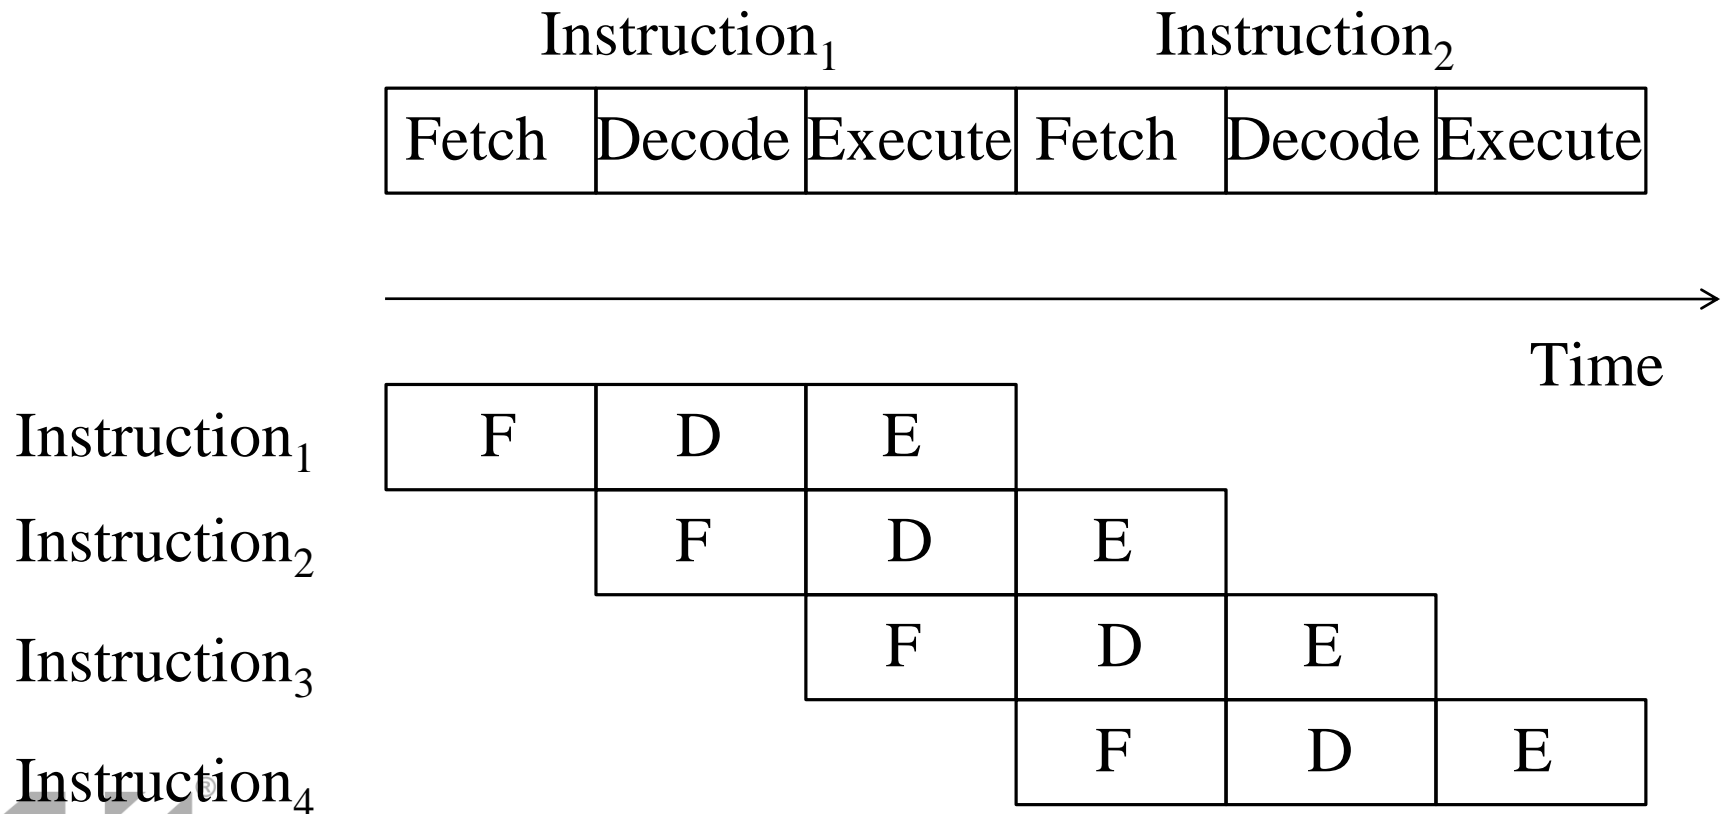 Instruction₁ Instruction₂
Fetch Decode Execute Fetch Decode Execute
Time
Instruction₁ F D E
Instruction₂ F D E
Instruction₃ F D E
Instruction₄ F D E
®